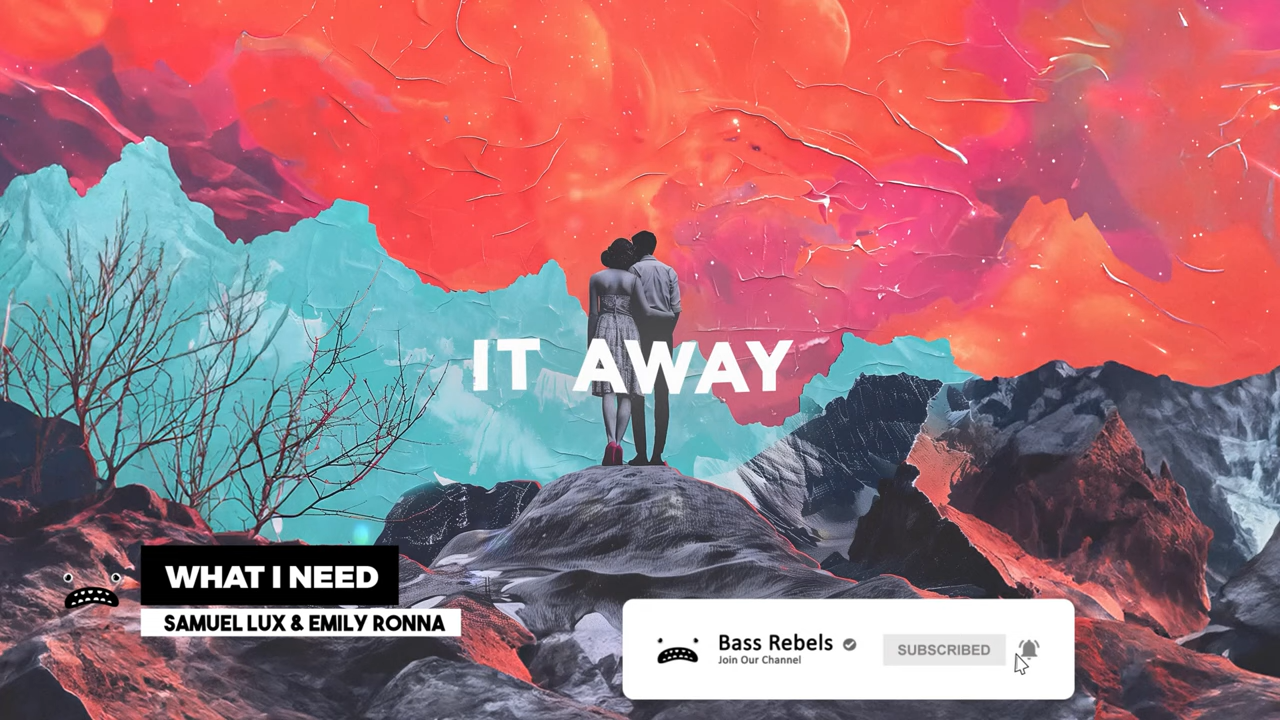 IT AWAY
WHAT I NEED
SAMUEL LUX & EMILY RONNA
Bass Rebels
Join Our Channel
SUBSCRIBED